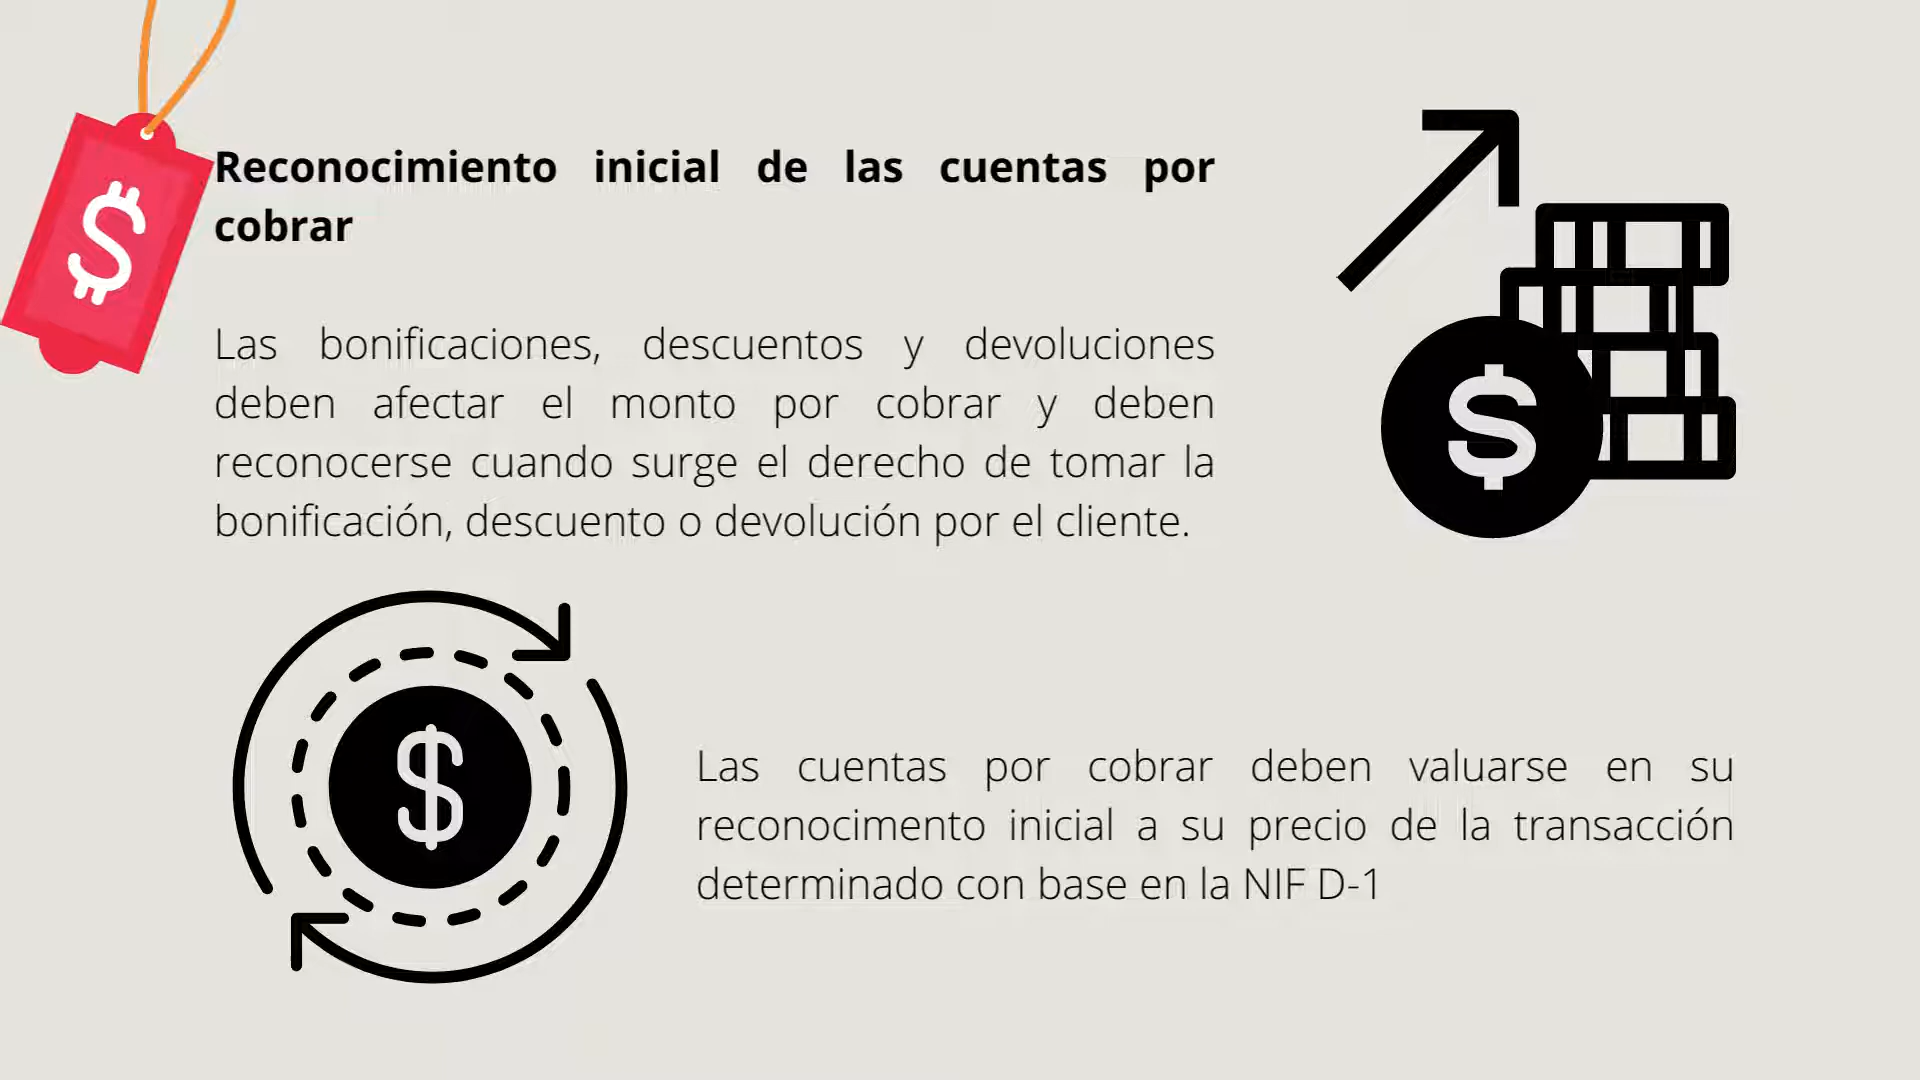 Reconocimiento inicial de las cuentas por
cobrar
Las bonificaciones, descuentos y devoluciones
deben afectar el monto por cobrar y deben
reconocerse cuando surge el derecho de tomar la
bonificación, descuento o devolución por el cliente.
Las cuentas por cobrar deben valuarse en su
reconocimento inicial a su precio de la transacción
determinado con base en la NIF D-1